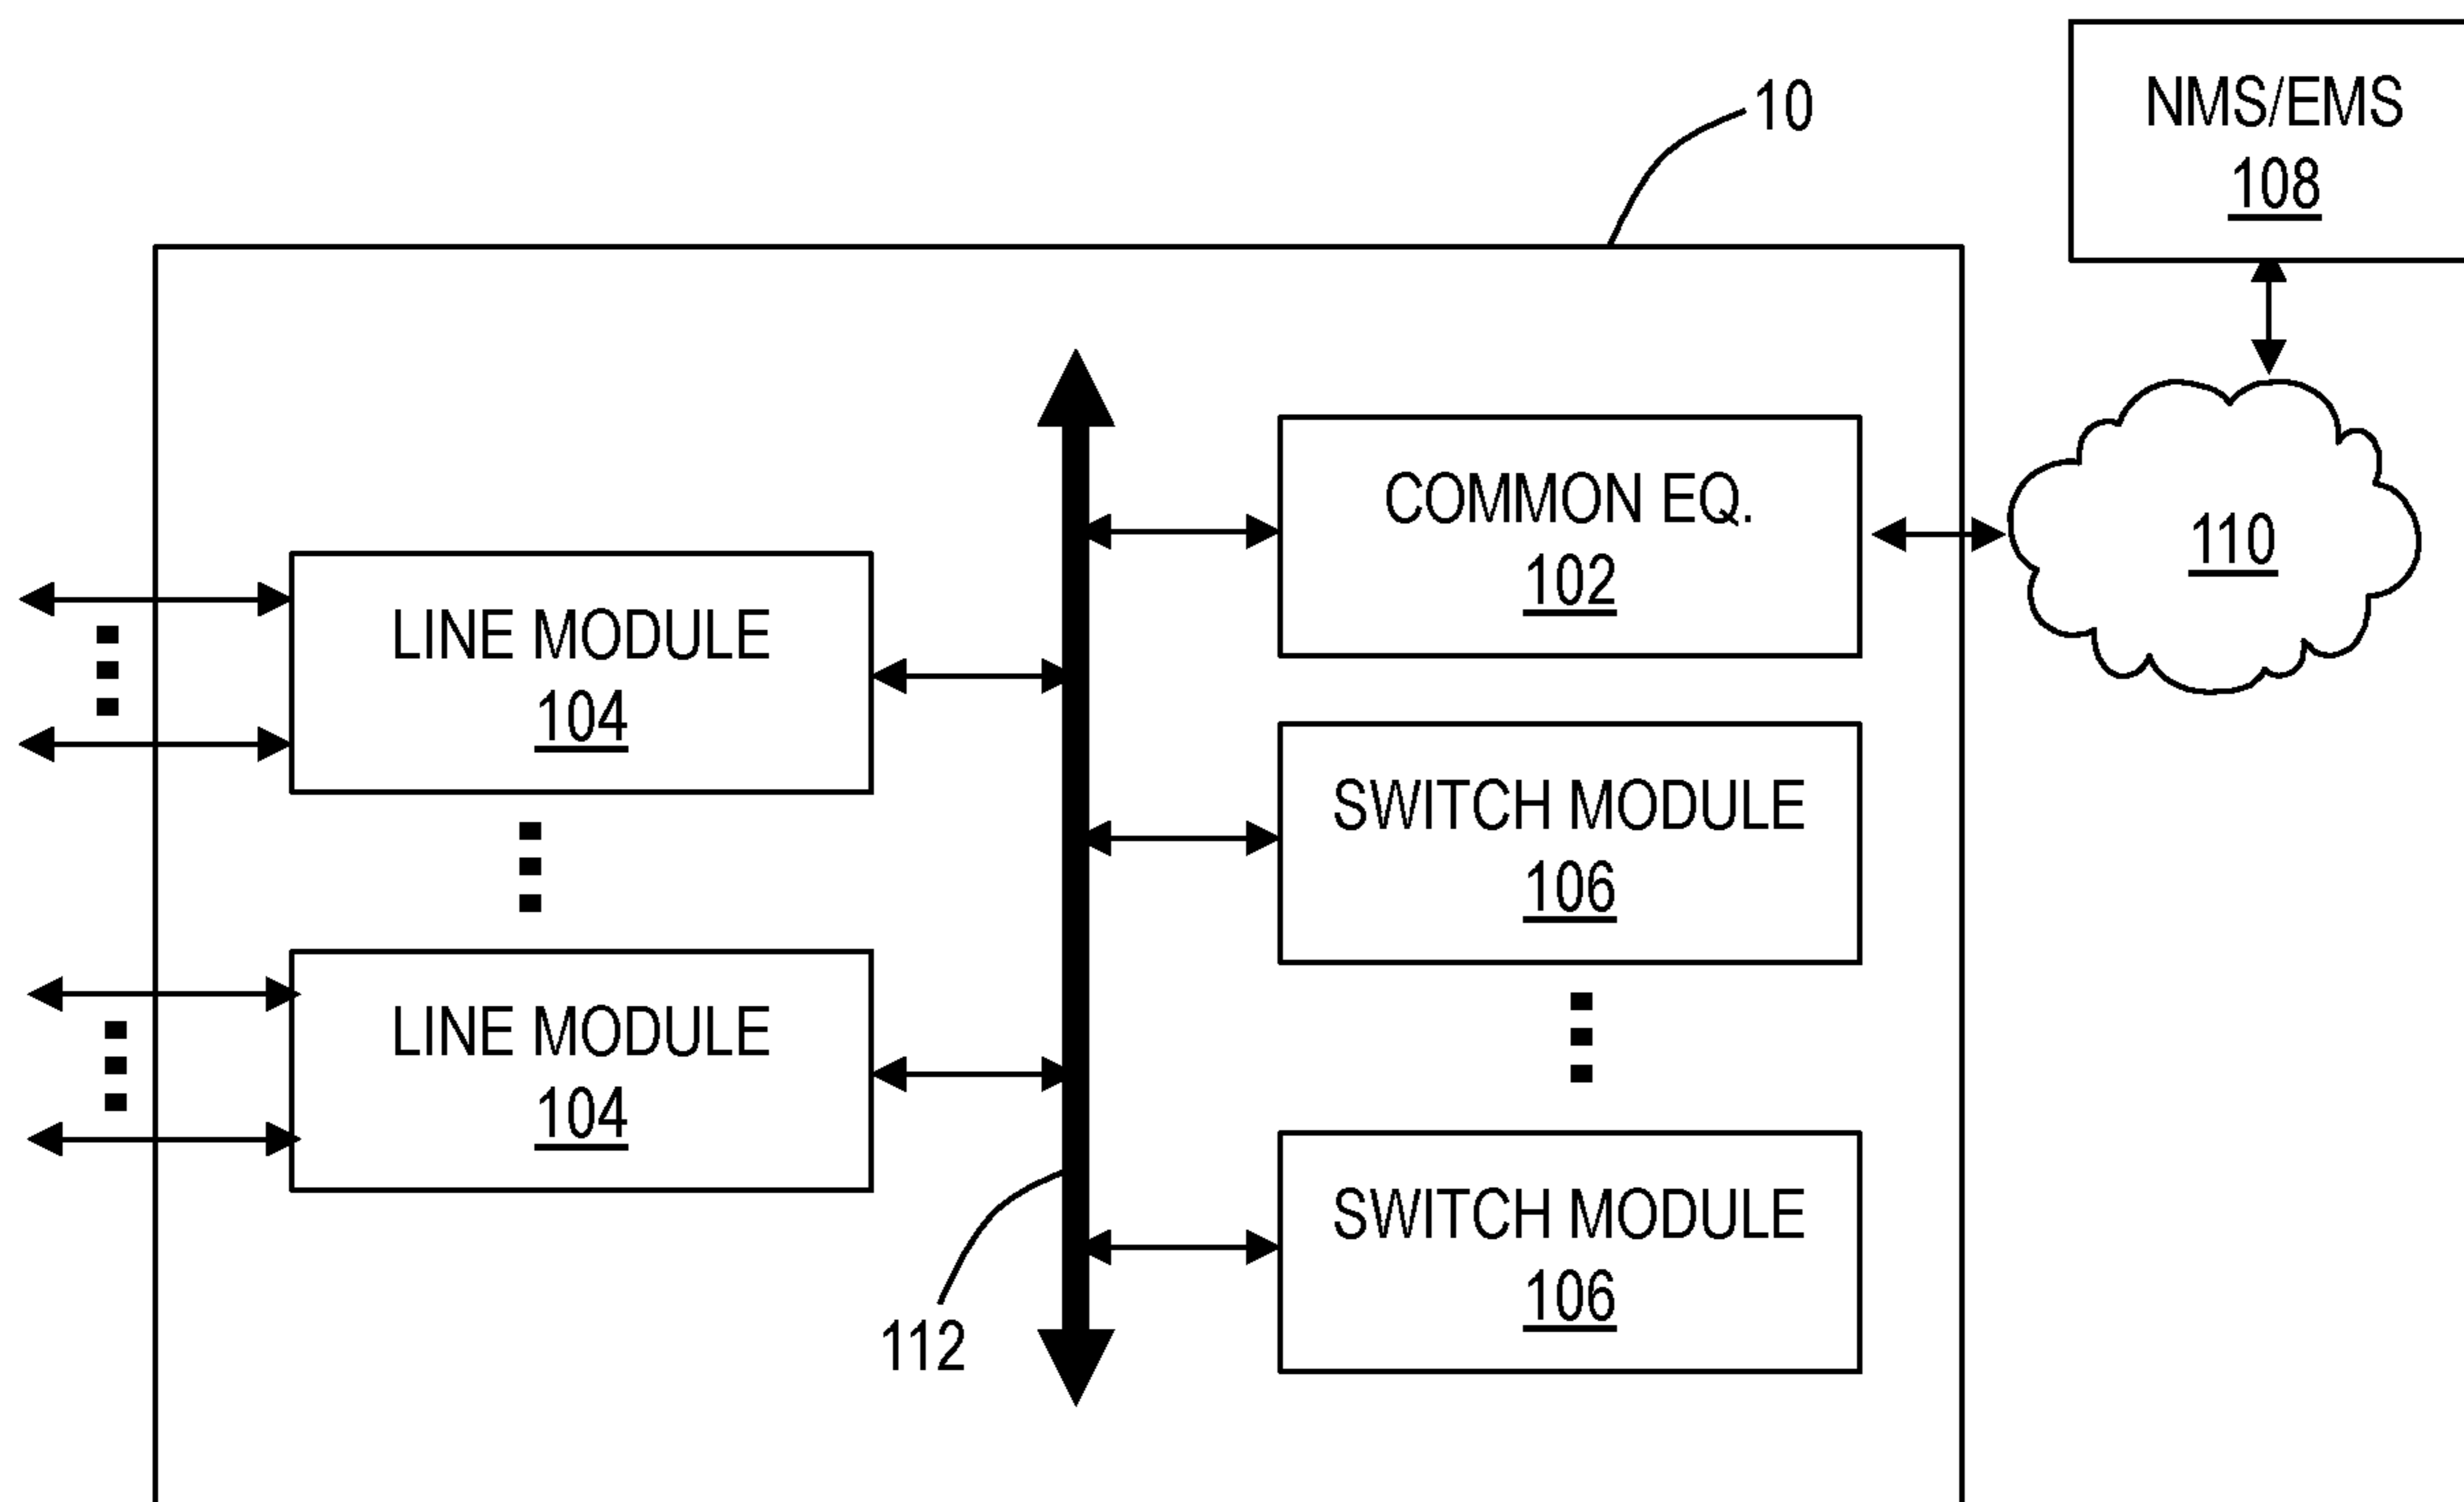 10
NMS/EMS
108
COMMON EQ.
102
110
LINE MODULE
104
SWITCH MODULE
106
LINE MODULE
104
SWITCH MODULE
106
112